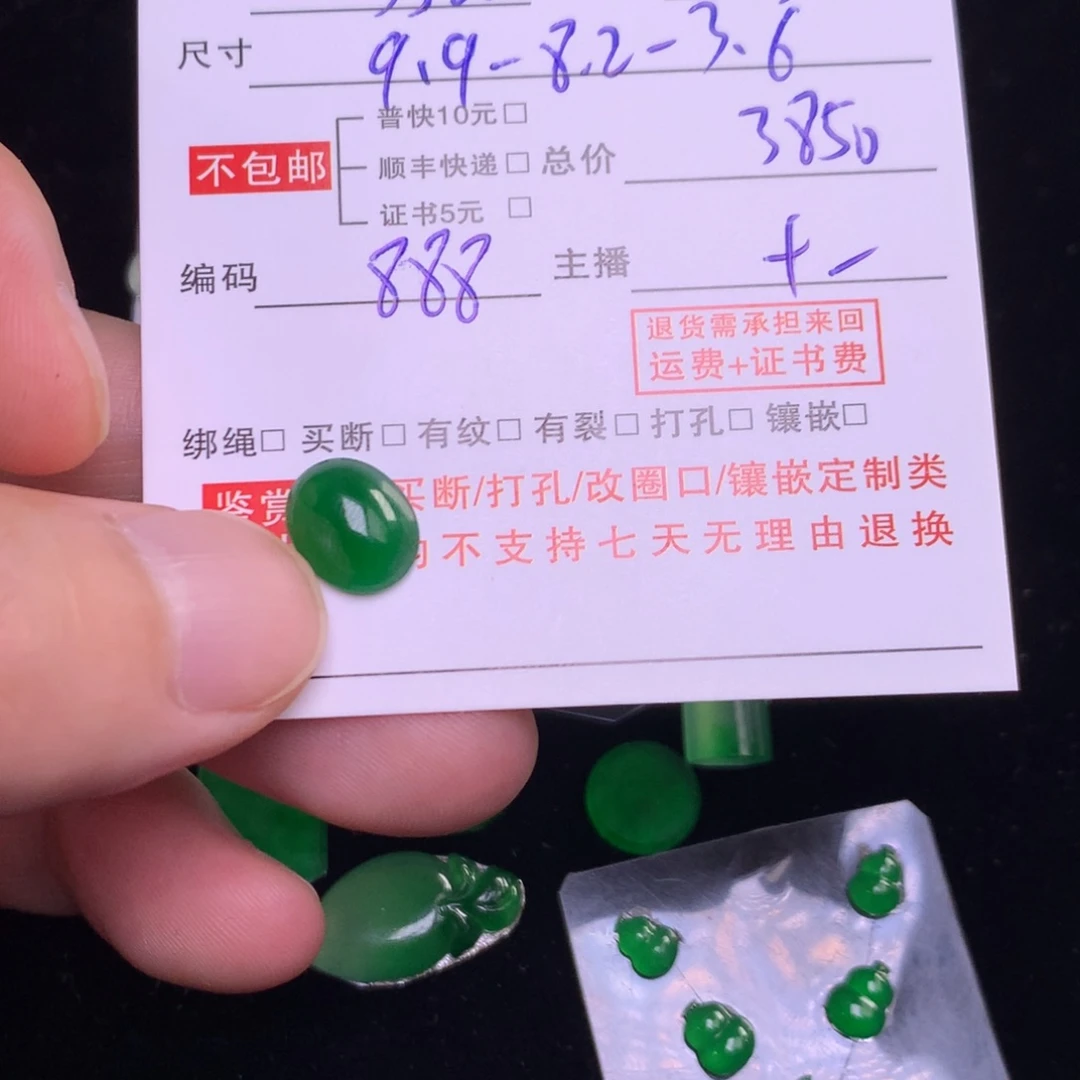 尺寸 9.9-8.2-3.6
普快10元□
不包邮 顺丰快递□ 总价 3850
证书5元 □
编码 888 主播 十一
退货需承担来回
运费+证书费
绑绳□ 买断□ 有纹□ 有裂□ 打孔□ 镶嵌□
鉴赏 买断/打孔/改圈口/镶嵌定制类
不支持七天无理由退换